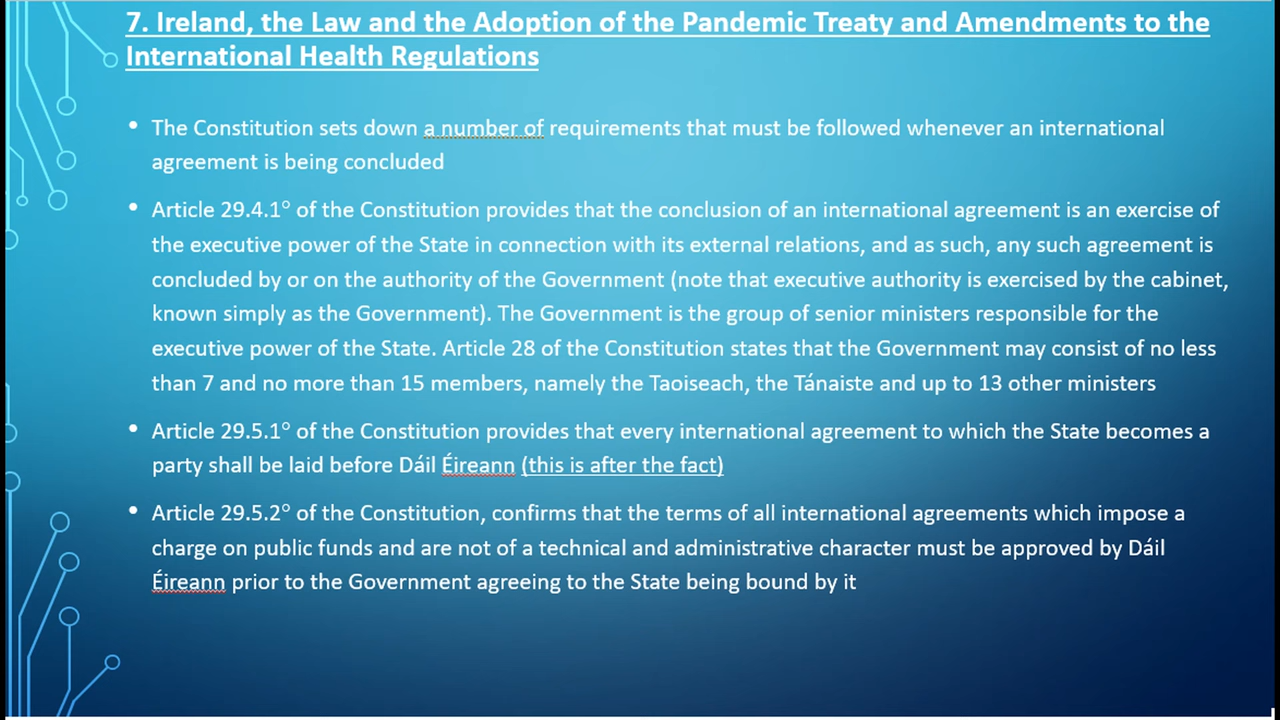 7. Ireland, the Law and the Adoption of the Pandemic Treaty and Amendments to the
International Health Regulations
• The Constitution sets down a number of requirements that must be followed whenever an international
agreement is being concluded
• Article 29.4.1° of the Constitution provides that the conclusion of an international agreement is an exercise of
the executive power of the State in connection with its external relations, and as such, any such agreement is
concluded by or on the authority of the Government (note that executive authority is exercised by the cabinet,
known simply as the Government). The Government is the group of senior ministers responsible for the
executive power of the State. Article 28 of the Constitution states that the Government may consist of no less
than 7 and no more than 15 members, namely the Taoiseach, the Tánaiste and up to 13 other ministers
• Article 29.5.1° of the Constitution provides that every international agreement to which the State becomes a
party shall be laid before Dáil Éireann (this is after the fact)
• Article 29.5.2° of the Constitution, confirms that the terms of all international agreements which impose a
charge on public funds and are not of a technical and administrative character must be approved by Dáil
Éireann prior to the Government agreeing to the State being bound by it